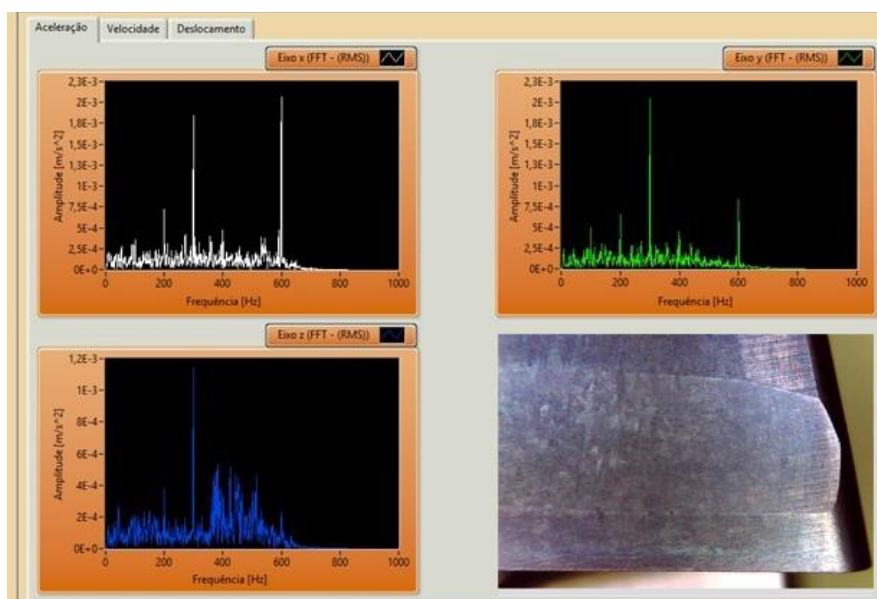 Aceleração Velocidade Deslocamento
Eixo x (FFT - (RMS))
2,3E-3
2E-3
1,8E-3
1,5E-3
1,3E-3
1E-3
7,5E-4
5E-4
2,5E-4
0E+0
0 200 400 600 800 1000
Amplitude [m/s^2]
Frequência [Hz]
Eixo y (FFT - (RMS))
2,3E-3
2E-3
1,8E-3
1,5E-3
1,3E-3
1E-3
7,5E-4
5E-4
2,5E-4
0E+0
0 200 400 600 800 1000
Amplitude [m/s^2]
Frequência [Hz]
Eixo z (FFT - (RMS))
1,2E-3
1E-3
8E-4
6E-4
4E-4
2E-4
0E+0
0 200 400 600 800 1000
Amplitude [m/s^2]
Frequência [Hz]